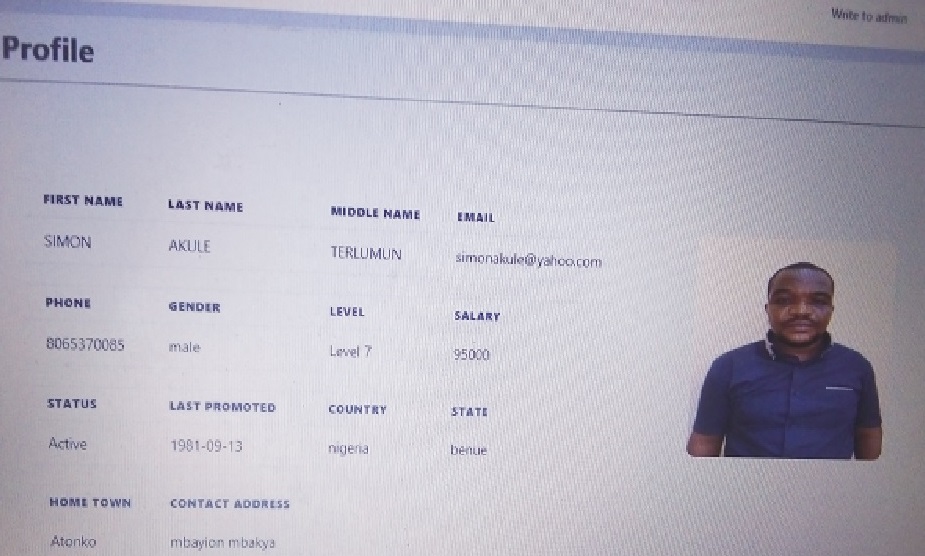 Write to admin
Profile
FIRST NAME LAST NAME MIDDLE NAME EMAIL
SIMON AKULE TERLUMUN simonakule@yahoo.com
PHONE GENDER LEVEL SALARY
8065370085 male Level 7 95000
STATUS LAST PROMOTED COUNTRY STATE
Active 1981-09-13 nigeria benue
HOME TOWN CONTACT ADDRESS
Atonko mbayion mbakya